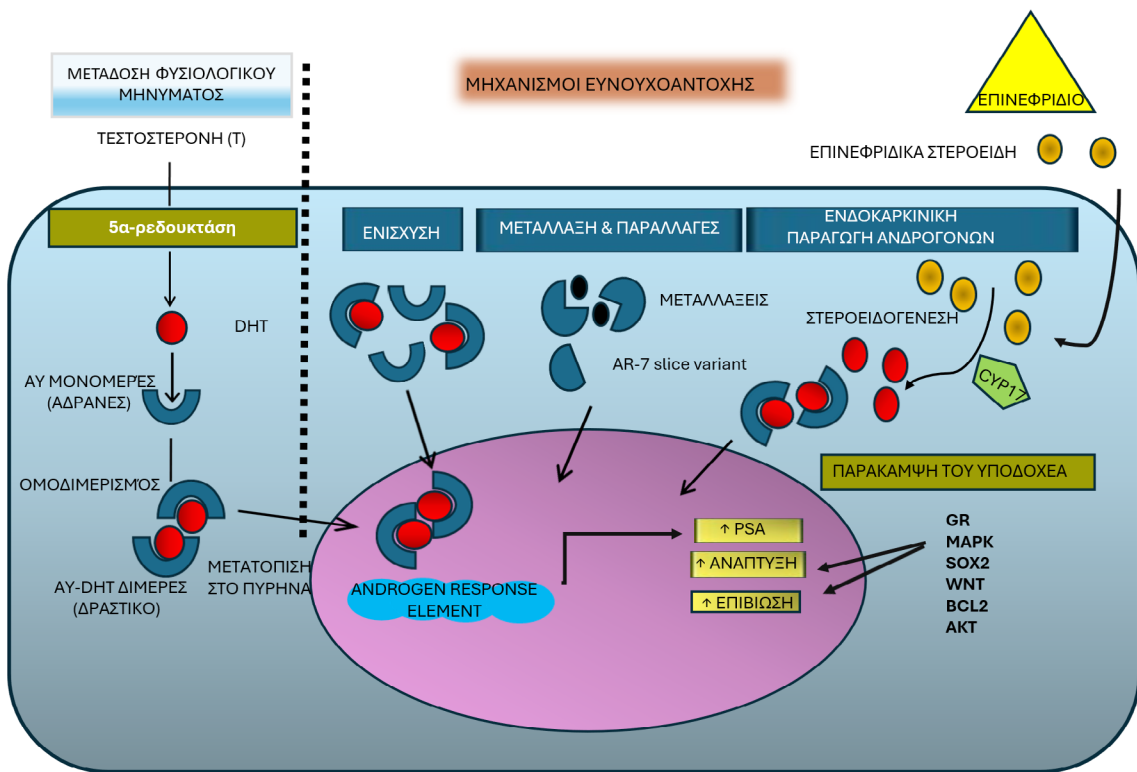 ΜΕΤΑΔΟΣΗ ΦΥΣΙΟΛΟΓΙΚΟΥ
ΜΗΝΥΜΑΤΟΣ
ΜΗΧΑΝΙΣΜΟΙ ΕΥΝΟΥΧΟΑΝΤΟΧΗΣ
ΕΠΙΝΕΦΡΙΔΙΟ
ΤΕΣΤΟΣΤΕΡΟΝΗ (Τ)
ΕΠΙΝΕΦΡΙΔΙΚΑ ΣΤΕΡΟΕΙΔΗ
5α-ρεδουκτάση
ΕΝΙΣΧΥΣΗ
ΜΕΤΑΛΛΑΞΗ & ΠΑΡΑΛΛΑΓΕΣ
ΕΝΔΟΚΑΡΚΙΝΙΚΗ
ΠΑΡΑΓΩΓΗ ΑΝΔΡΟΓΟΝΩΝ
ΜΕΤΑΛΛΑΞΕΙΣ
ΣΤΕΡΟΕΙΔΟΓΕΝΕΣΗ
DHT
AR-7 slice variant
CYP17
ΑΥ ΜΟΝΟΜΕΡΈΣ
(ΑΔΡΑΝΕΣ)
ΠΑΡΑΚΑΜΨΗ ΤΟΥ ΥΠΟΔΟΧΕΑ
ΟΜΟΔΙΜΕΡΙΣΜΌΣ
ΑΥ-DHT ΔΙΜΕΡΕΣ
(ΔΡΑΣΤΙΚΟ)
ΜΕΤΑΤΟΠΙΣΗ
ΣΤΟ ΠΥΡΗΝΑ
ANDROGEN RESPONSE
ELEMENT
↑ PSA
↑ ΑΝΑΠΤΥΞΗ
↑ ΕΠΙΒΙΩΣΗ
GR
MAPK
SOX2
WNT
BCL2
AKT